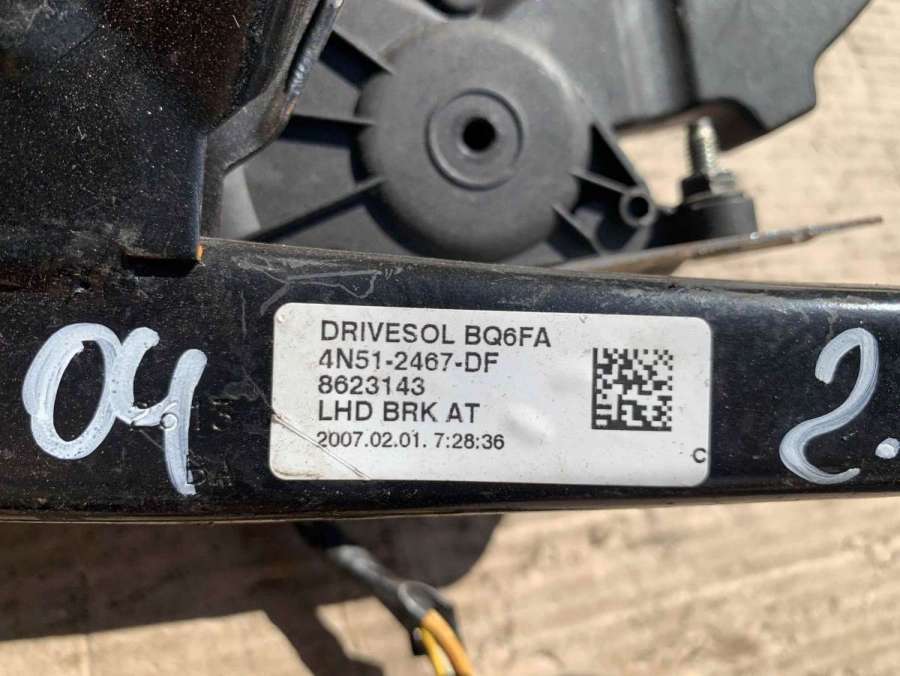 DRIVESOL BQ6FA
4N51-2467-DF
8623143
LHD BRK AT
2007.02.01. 7:28:36
C
04
2.